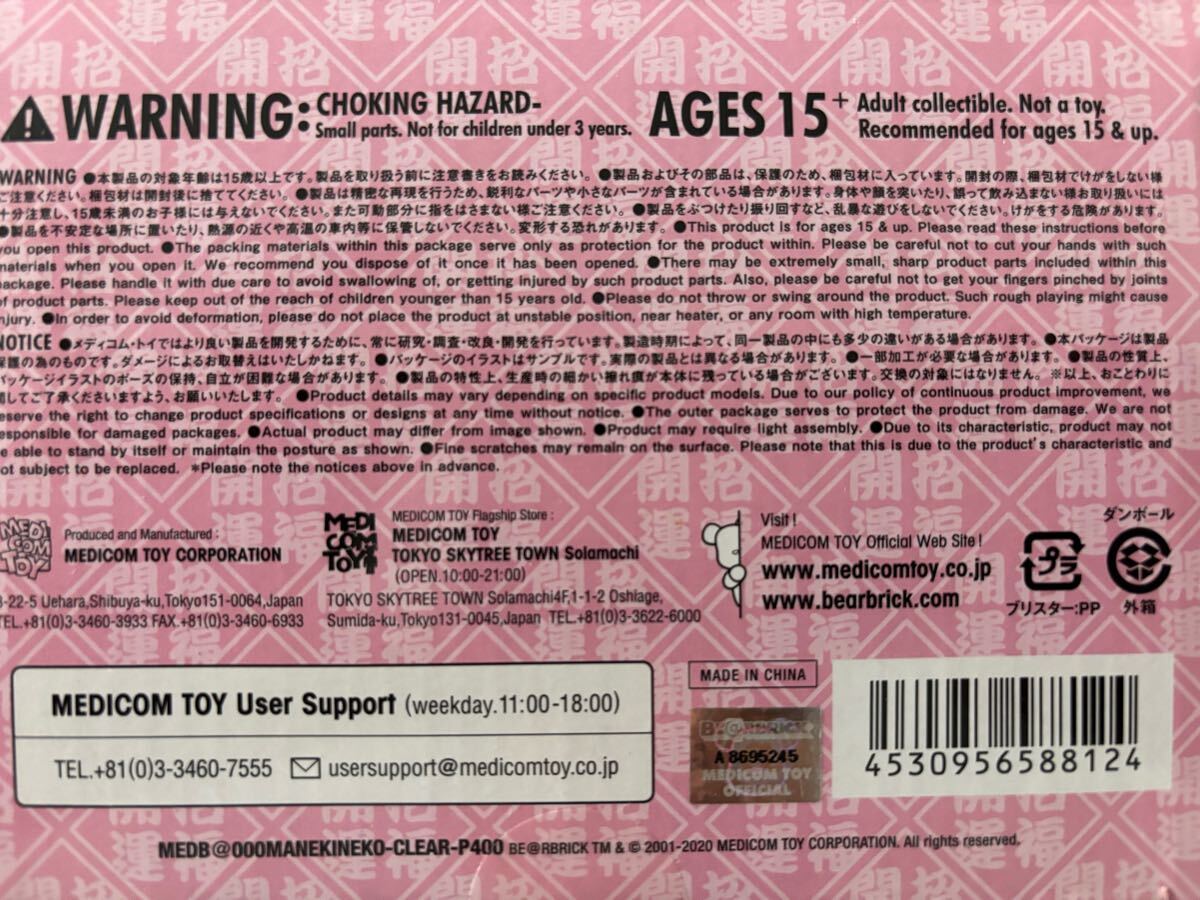 WARNING: CHOKING HAZARD-
Small parts. Not for children under 3 years.
AGES 15+ Adult collectible. Not a toy.
Recommended for ages 15 & up.
WARNING ●本製品の対象年齢は15歳以上です。製品を取り扱う前に注意書きをお読みください。 ●製品およびその部品は、保護のため、梱包材に入っています。開封の際、梱包材でけがをしない様
ご注意ください。梱包材は開封後に捨ててください。 ●製品は精密な再現を行うため、鋭利なパーツや小さなパーツが含まれている場合があります。身体や顔を突いたり、誤って飲み込まない様お取り扱いには
十分注意し、15歳未満のお子様には与えないでください。また可動部分に指をはさまない様ご注意ください。 ●製品をぶつけたり振り回すなど、乱暴な遊びをしないでください。けがをする危険があります。
●製品を不安定な場所に置いたり、熱源の近くや高温の車内等に保管しないでください。変形する恐れがあります。 ●This product is for ages 15 & up. Please read these instructions before
you open this product. ●The packing materials within this package serve only as protection for the product within. Please be careful not to cut your hands with such
materials when you open it. We recommend you dispose of it once it has been opened. ●There may be extremely small, sharp product parts included within this
package. Please handle it with due care to avoid swallowing of, or getting injured by such product parts. Also, please be careful not to get your fingers pinched by joints
of product parts. Please keep out of the reach of children younger than 15 years old. ●Please do not throw or swing around the product. Such rough playing might cause
injury. ●In order to avoid deformation, please do not place the product at unstable position, near heater, or any room with high temperature.
NOTICE ●メディコム・トイではより良い製品を開発するために、常に研究・調査・改良・開発を行っています。製造時期によって、同一製品の中にも多少の違いがある場合があります。 ●本パッケージは製品
保護の為のものです。ダメージによるお取替えはいたしかねます。 ●パッケージのイラストはサンプルです。実際の製品とは異なる場合があります。 ●一部加工が必要な場合があります。 ●製品の性質上、
パッケージイラストのポーズの保持、自立が困難な場合があります。 ●製品の特性上、生産時の細かい擦れ痕が本体に残っている場合がございます。交換の対象にはなりません。 ※以上、おことわりに
関してご了承くださいますよう、お願いいたします。 ●Product details may vary depending on specific product models. Due to our policy of continuous product improvement, we
reserve the right to change product specifications or designs at any time without notice. ●The outer package serves to protect the product from damage. We are not
responsible for damaged packages. ●Actual product may differ from image shown. ●Product may require light assembly. ●Due to its characteristic, product may not
be able to stand by itself or maintain the posture as shown. ●Fine scratches may remain on the surface. Please note that this is due to the product's characteristic and
not subject to be replaced. *Please note the notices above in advance.
MEDI
COM
TOY
Produced and Manufactured :
MEDICOM TOY CORPORATION
3-22-5 Uehara,Shibuya-ku,Tokyo151-0064,Japan
TEL.+81(0)3-3460-3933 FAX.+81(0)3-3460-6933
MEDI
COM
TOY
MEDICOM TOY Flagship Store :
MEDICOM TOY
TOKYO SKYTREE TOWN Solamachi
(OPEN.10:00-21:00)
TOKYO SKYTREE TOWN Solamachi4F,1-1-2 Oshiage,
Sumida-ku,Tokyo131-0045,Japan TEL.+81(0)3-3622-6000
Visit !
MEDICOM TOY Official Web Site !
www.medicomtoy.co.jp
www.bearbrick.com
プラ
ブリスター:PP
ダンボール
外箱
MEDICOM TOY User Support (weekday.11:00-18:00)
TEL.+81(0)3-3460-7555 usersupport@medicomtoy.co.jp
MADE IN CHINA
BE@RBRICK
A 8695245
MEDICOM TOY
OFFICIAL
4530956588124
MEDB@000MANEKINEKO-CLEAR-P400 BE@RBRICK TM & © 2001-2020 MEDICOM TOY CORPORATION. All rights reserved.
開運
招福